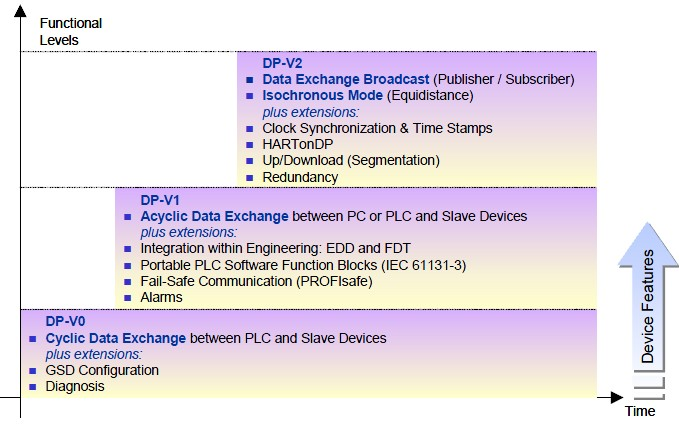 Functional
Levels
DP-V2
Data Exchange Broadcast (Publisher / Subscriber)
Isochronous Mode (Equidistance)
plus extensions:
Clock Synchronization & Time Stamps
HARTonDP
Up/Download (Segmentation)
Redundancy
DP-V1
Acyclic Data Exchange between PC or PLC and Slave Devices
plus extensions:
Integration within Engineering: EDD and FDT
Portable PLC Software Function Blocks (IEC 61131-3)
Fail-Safe Communication (PROFIsafe)
Alarms
DP-V0
Cyclic Data Exchange between PLC and Slave Devices
plus extensions:
GSD Configuration
Diagnosis
Device Features
Time